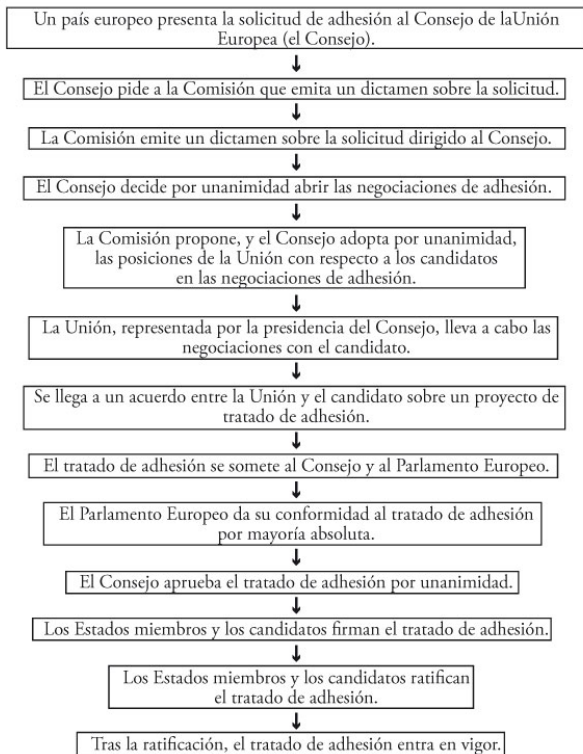 Un país europeo presenta la solicitud de adhesión al Consejo de laUnión
Europea (el Consejo).
El Consejo pide a la Comisión que emita un dictamen sobre la solicitud.
La Comisión emite un dictamen sobre la solicitud dirigido al Consejo.
El Consejo decide por unanimidad abrir las negociaciones de adhesión.
La Comisión propone, y el Consejo adopta por unanimidad,
las posiciones de la Unión con respecto a los candidatos
en las negociaciones de adhesión.
La Unión, representada por la presidencia del Consejo, lleva a cabo las
negociaciones con el candidato.
Se llega a un acuerdo entre la Unión y el candidato sobre un proyecto de
tratado de adhesión.
El tratado de adhesión se somete al Consejo y al Parlamento Europeo.
El Parlamento Europeo da su conformidad al tratado de adhesión
por mayoría absoluta.
El Consejo aprueba el tratado de adhesión por unanimidad.
Los Estados miembros y los candidatos firman el tratado de adhesión.
Los Estados miembros y los candidatos ratifican
el tratado de adhesión.
Tras la ratificación, el tratado de adhesión entra en vigor.